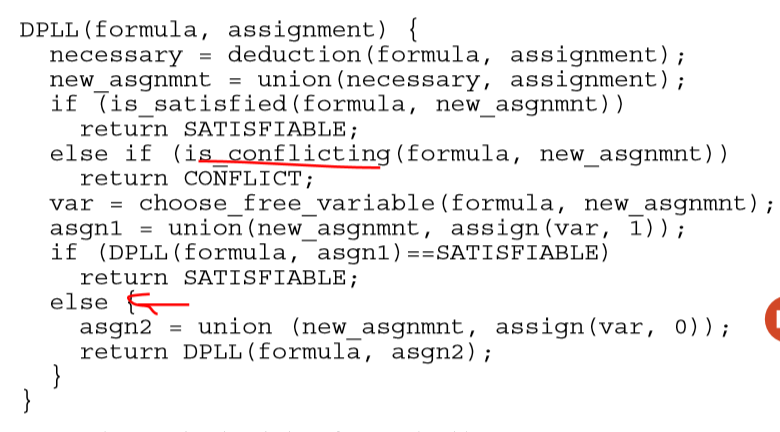 DPLL(formula, assignment) {
necessary = deduction(formula, assignment);
new_asgnmnt = union(necessary, assignment);
if (is_satisfied(formula, new_asgnmnt))
return SATISFIABLE;
else if (is_conflicting(formula, new_asgnmnt))
return CONFLICT;
var = choose_free_variable(formula, new_asgnmnt);
asgn1 = union(new_asgnmnt, assign(var, 1));
if (DPLL(formula, asgn1)==SATISFIABLE)
return SATISFIABLE;
else {
asgn2 = union (new_asgnmnt, assign(var, 0));
return DPLL(formula, asgn2);
}
}